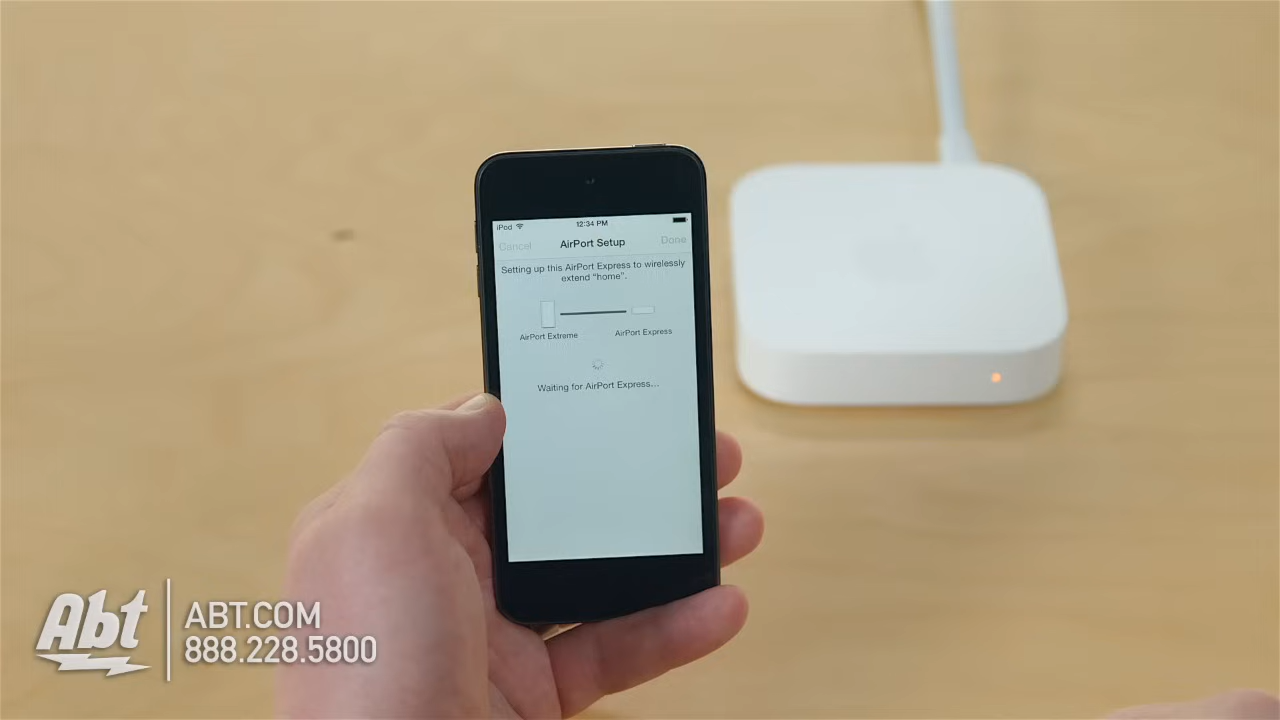 iPod 12:34 PM
Cancel AirPort Setup Done
Setting up this AirPort Express to wirelessly
extend “home”.
AirPort Extreme AirPort Express
Waiting for AirPort Express...
Abt
ABT.COM
888.228.5800